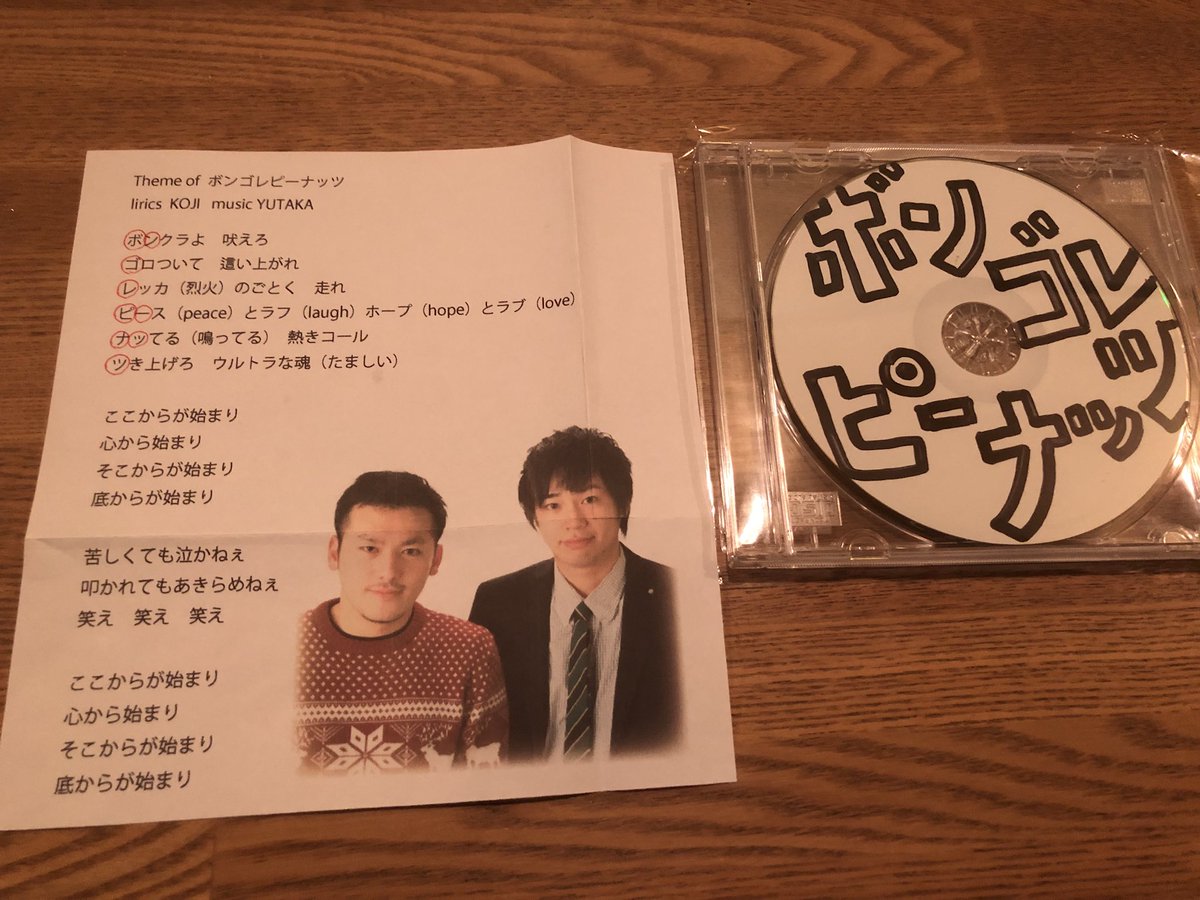 Theme of ボンゴレピーナッツ
lirics KOJI music YUTAKA
ボンクラよ 吠えろ
ゴロついて 這い上がれ
レッカ（烈火）のごとく 走れ
ピース（peace）とラフ（laugh）ホープ（hope）とラブ（love）
ナッてる（鳴ってる） 熱きコール
ツき上げろ ウルトラな魂（たましい）
ここからが始まり
心から始まり
そこからが始まり
底からが始まり
苦しくても泣かねぇ
叩かれてもあきらめねぇ
笑え 笑え 笑え
ここからが始まり
心から始まり
そこからが始まり
底からが始まり
ボンゴレ
ピーナッツ